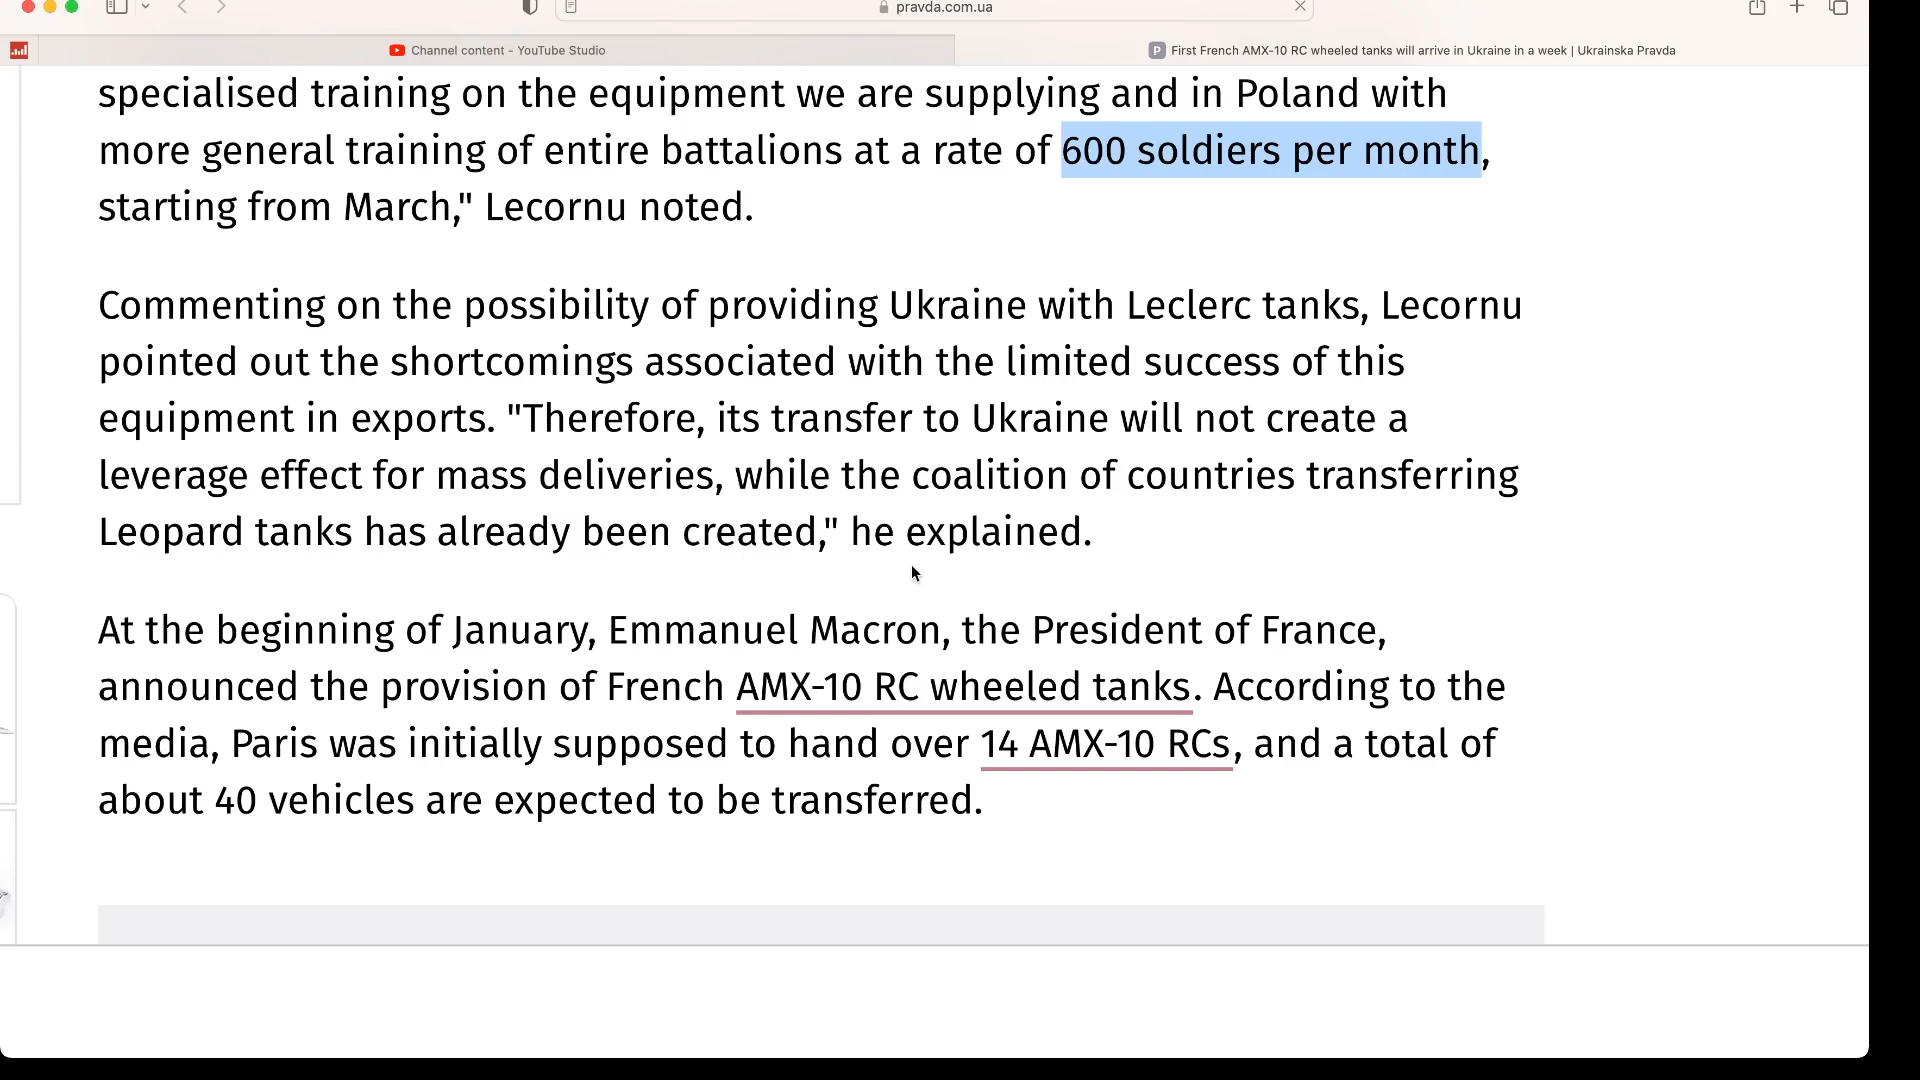 pravda.com.ua
Channel content - YouTube Studio
P First French AMX-10 RC wheeled tanks will arrive in Ukraine in a week | Ukrainska Pravda
specialised training on the equipment we are supplying and in Poland with
more general training of entire battalions at a rate of 600 soldiers per month,
starting from March," Lecornu noted.
Commenting on the possibility of providing Ukraine with Leclerc tanks, Lecornu
pointed out the shortcomings associated with the limited success of this
equipment in exports. "Therefore, its transfer to Ukraine will not create a
leverage effect for mass deliveries, while the coalition of countries transferring
Leopard tanks has already been created," he explained.
At the beginning of January, Emmanuel Macron, the President of France,
announced the provision of French AMX-10 RC wheeled tanks. According to the
media, Paris was initially supposed to hand over 14 AMX-10 RCs, and a total of
about 40 vehicles are expected to be transferred.